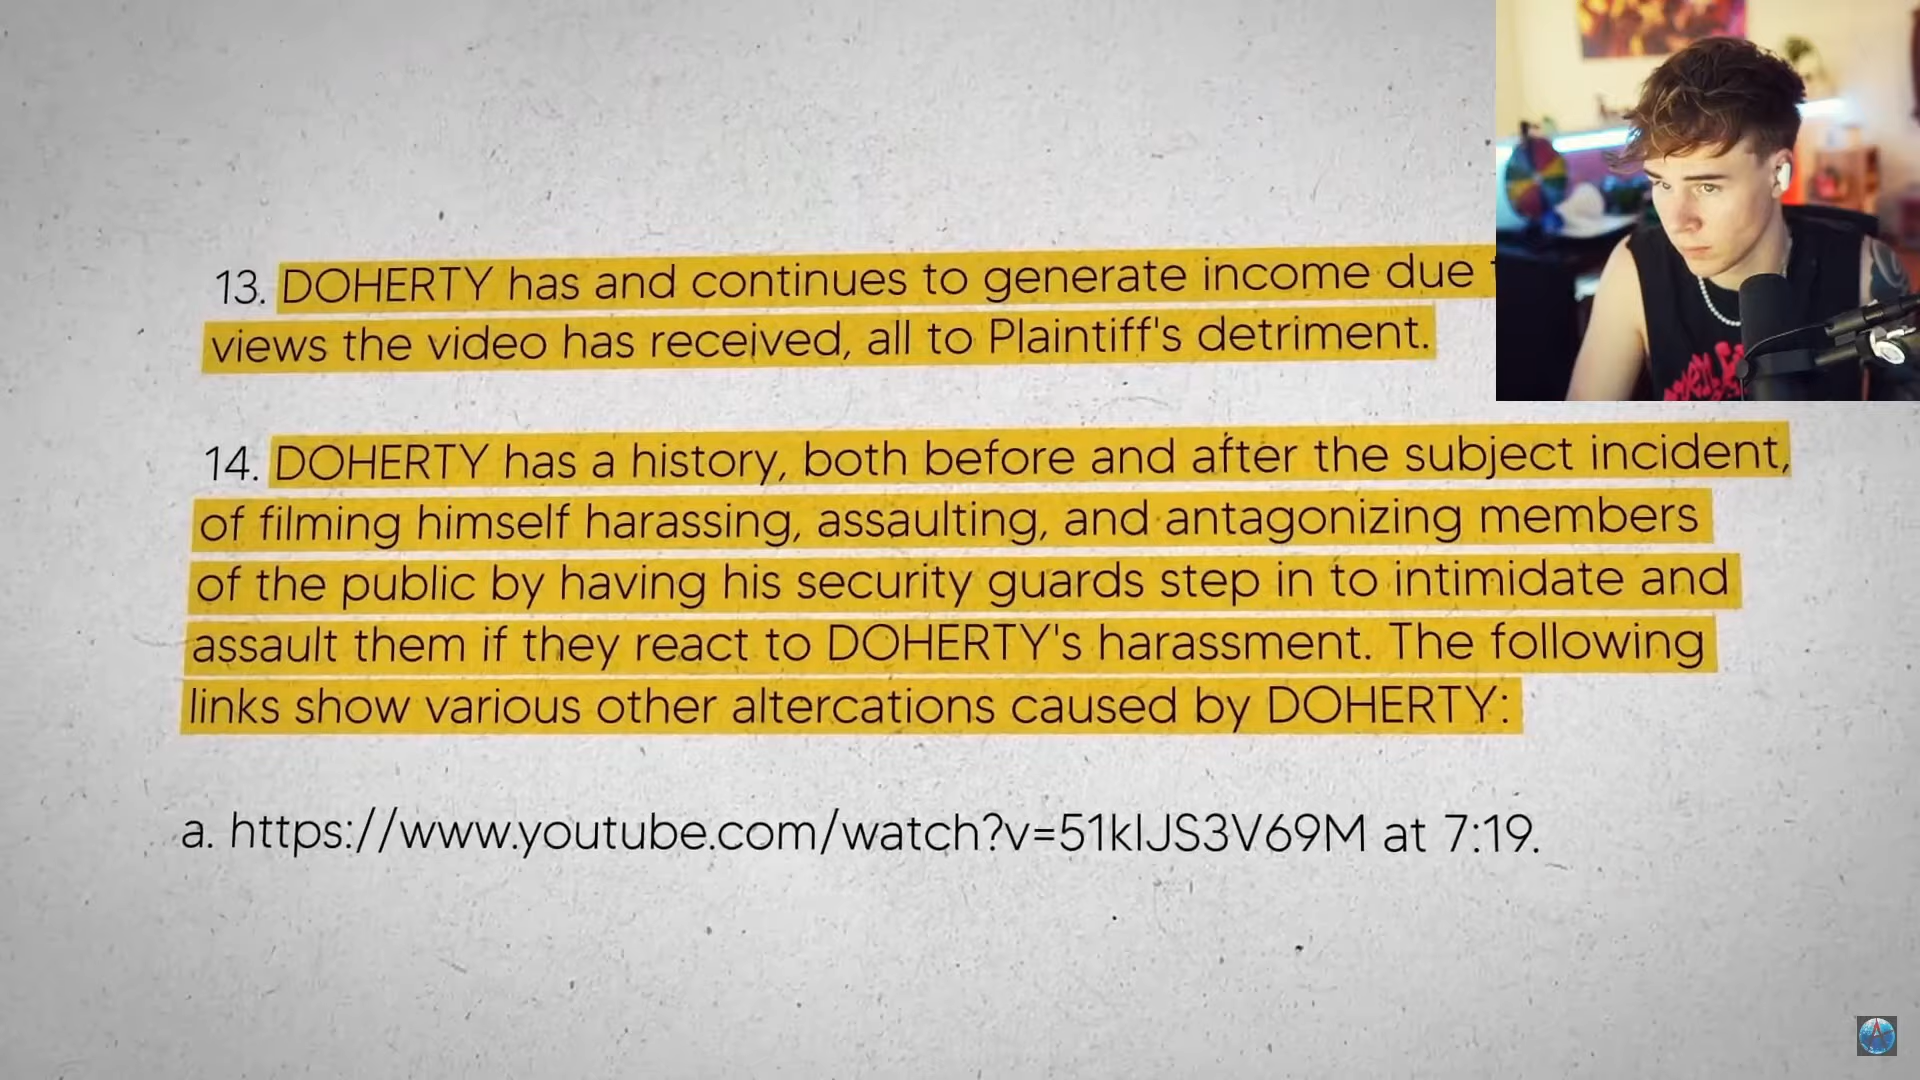 13. DOHERTY has and continues to generate income due
views the video has received, all to Plaintiff's detriment.
14. DOHERTY has a history, both before and after the subject incident,
of filming himself harassing, assaulting, and antagonizing members
of the public by having his security guards step in to intimidate and
assault them if they react to DOHERTY's harassment. The following
links show various other altercations caused by DOHERTY:
a. https://www.youtube.com/watch?v=51kIJS3V69M at 7:19.